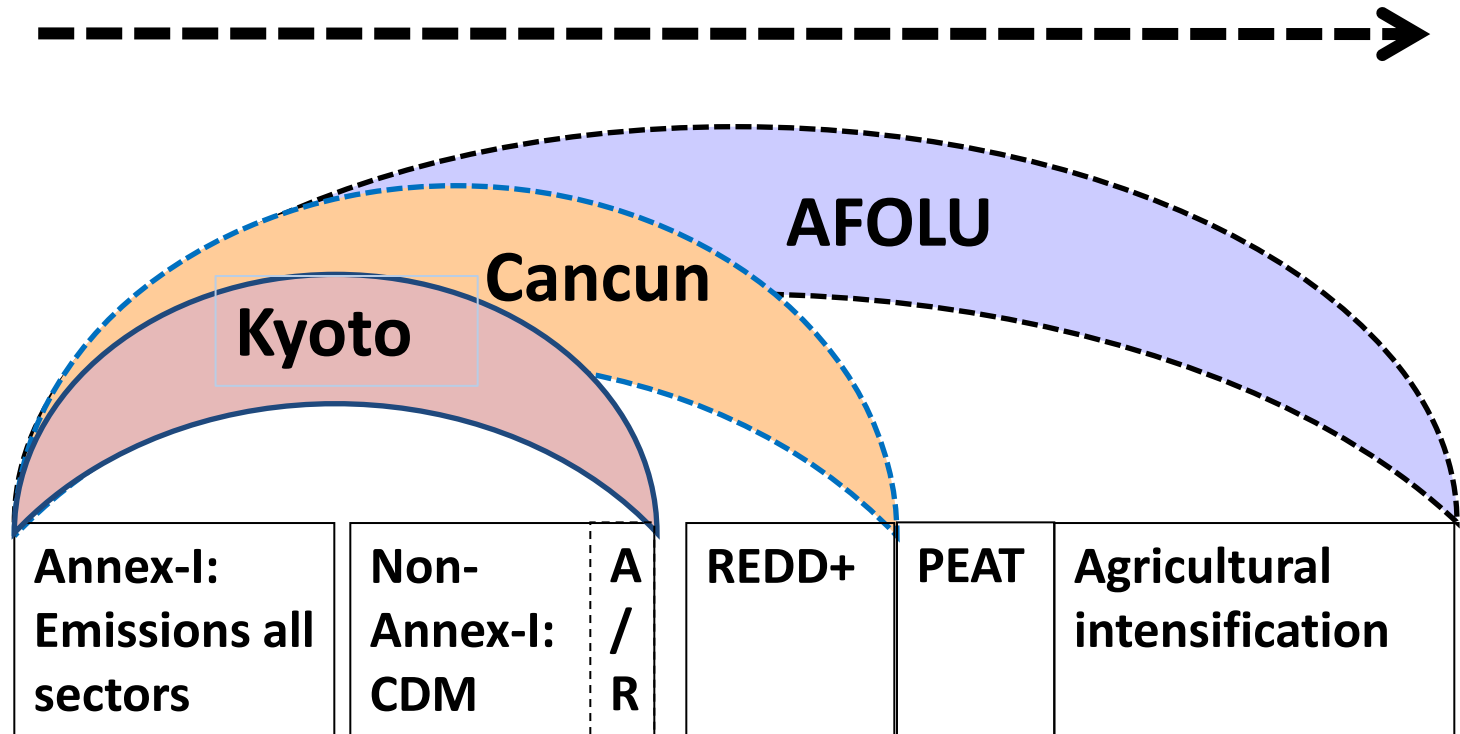 AFOLU
Cancun
Kyoto
Annex-I:
Emissions all
sectors
Non-
Annex-I:
CDM
A
/
R
REDD+
PEAT
Agricultural
intensification